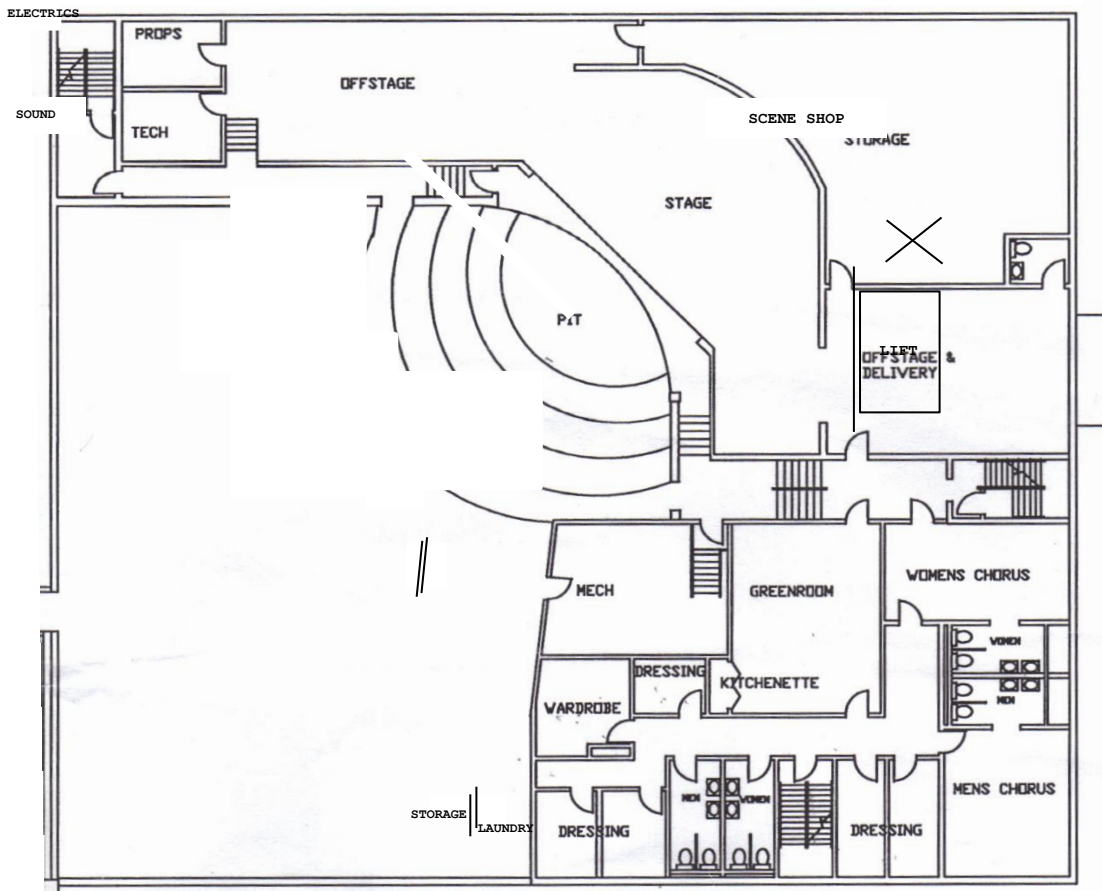 ELECTRICS
PROPS
OFFSTAGE
SOUND
TECH
SCENE SHOP
STORAGE
STAGE
PIT
LIFT
OFFSTAGE &
DELIVERY
MECH
GREENROOM
WOMENS CHORUS
WOMEN
MEN
DRESSING
KITCHENETTE
WARDROBE
MEN
WOMEN
MENS CHORUS
STORAGE
LAUNDRY
DRESSING
DRESSING